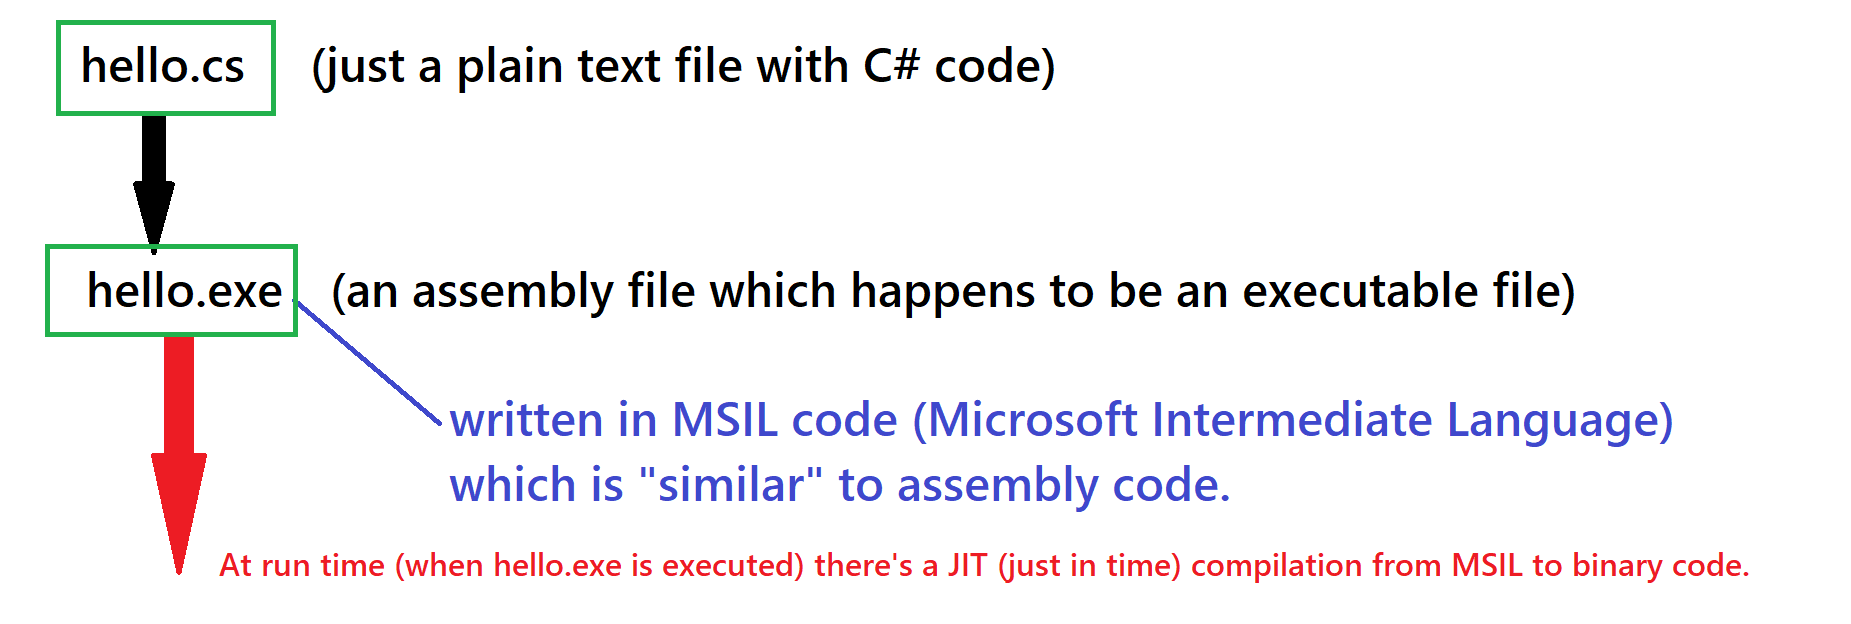 hello.cs (just a plain text file with C# code)
hello.exe (an assembly file which happens to be an executable file)
written in MSIL code (Microsoft Intermediate Language)
which is "similar" to assembly code.
At run time (when hello.exe is executed) there's a JIT (just in time) compilation from MSIL to binary code.